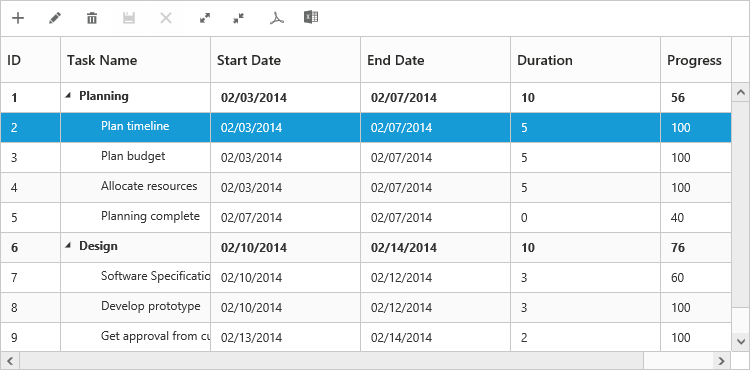 ID Task Name Start Date End Date Duration Progress
1 Planning 02/03/2014 02/07/2014 10 56
2 Plan timeline 02/03/2014 02/07/2014 5 100
3 Plan budget 02/03/2014 02/07/2014 5 100
4 Allocate resources 02/03/2014 02/07/2014 5 100
5 Planning complete 02/07/2014 02/07/2014 0 40
6 Design 02/10/2014 02/14/2014 10 76
7 Software Specificatio 02/10/2014 02/12/2014 3 60
8 Develop prototype 02/10/2014 02/12/2014 3 100
9 Get approval from cu 02/13/2014 02/14/2014 2 100